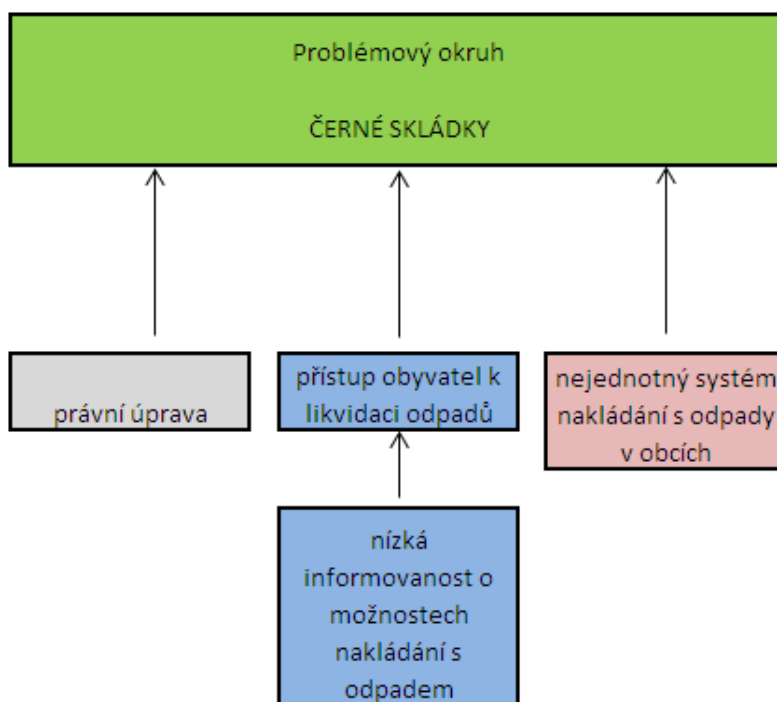 Problémový okruh
ČERNÉ SKLÁDKY
právní úprava
přístup obyvatel k
likvidaci odpadů
nejednotný systém
nakládání s odpady
v obcích
nízká
informovanost o
možnostech
nakládání s
odpadem